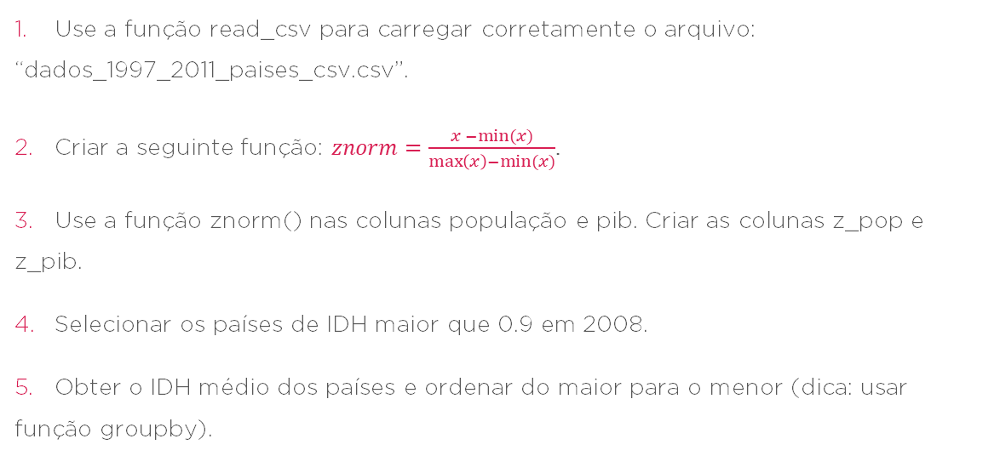 1. Use a função read_csv para carregar corretamente o arquivo:
“dados_1997_2011_paises_csv.csv”.
2. Criar a seguinte função: znorm = x −min(x) / max(x)−min(x).
3. Use a função znorm() nas colunas população e pib. Criar as colunas z_pop e
z_pib.
4. Selecionar os países de IDH maior que 0.9 em 2008.
5. Obter o IDH médio dos países e ordenar do maior para o menor (dica: usar
função groupby).